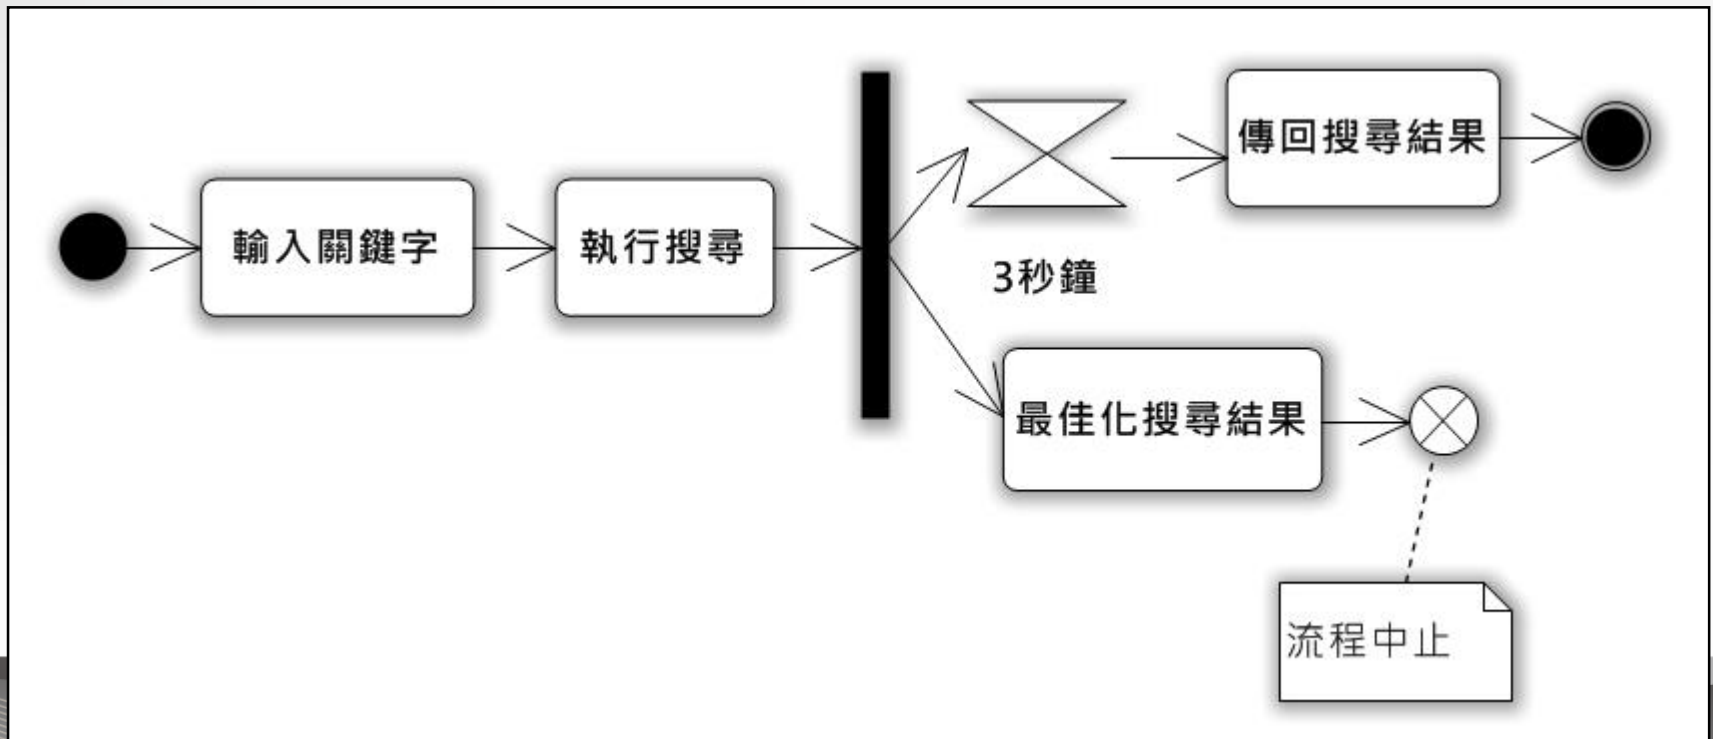 輸入關鍵字
執行搜尋
3秒鐘
傳回搜尋結果
最佳化搜尋結果
流程中止